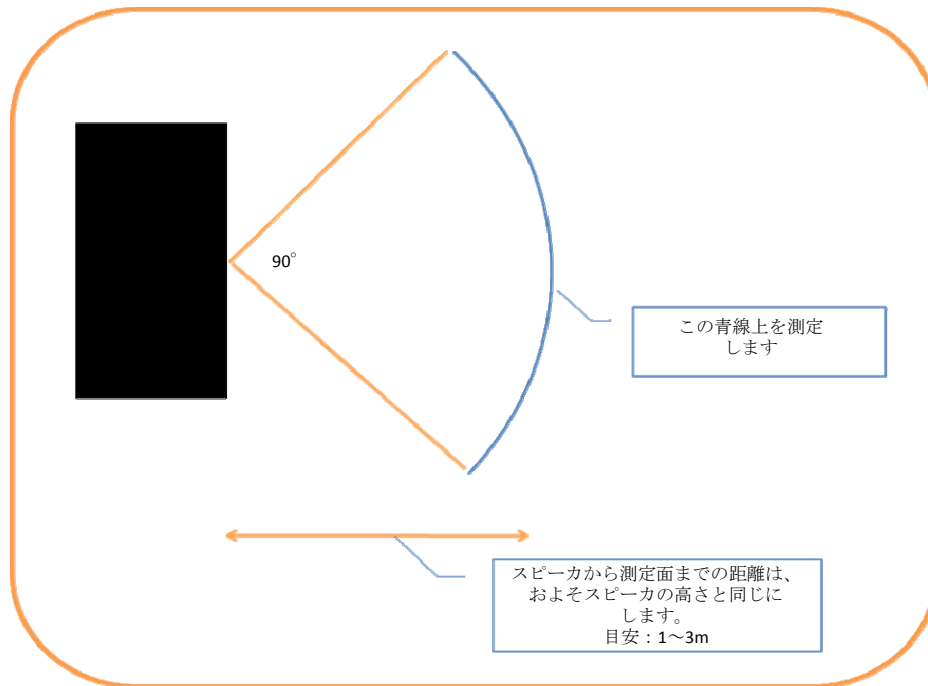 90°
この青線上を測定
します
スピーカから測定面までの距離は、
およそスピーカの高さと同じに
します。
目安：1～3m